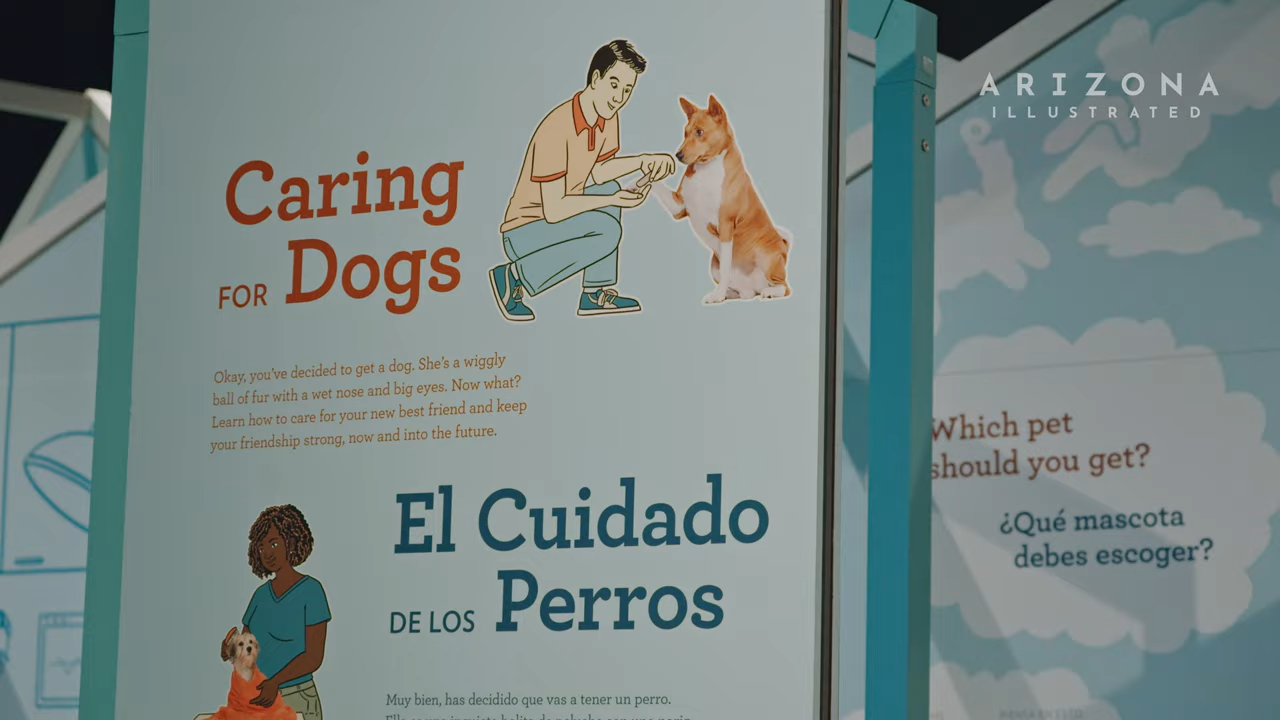 ARIZONA
ILLUSTRATED
Caring
FOR Dogs
Okay, you've decided to get a dog. She's a wiggly
ball of fur with a wet nose and big eyes. Now what?
Learn how to care for your new best friend and keep
your friendship strong, now and into the future.
El Cuidado
DE LOS Perros
Muy bien, has decidido que vas a tener un perro.
Which pet
should you get?
¿Qué mascota
debes escoger?